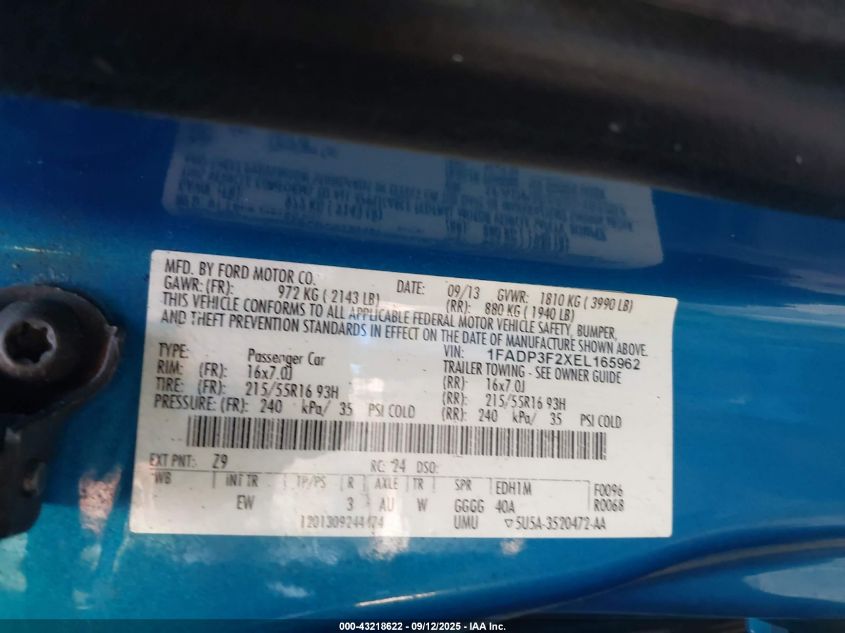 MFD. BY FORD MOTOR CO.
DATE: 09/13 GVWR: 1810 KG ( 3990 LB)
GAWR: (FR): 972 KG ( 2143 LB) (RR): 880 KG ( 1940 LB)
THIS VEHICLE CONFORMS TO ALL APPLICABLE FEDERAL MOTOR VEHICLE SAFETY, BUMPER,
AND THEFT PREVENTION STANDARDS IN EFFECT ON THE DATE OF MANUFACTURE SHOWN ABOVE.
VIN: 1FADP3F2XEL165962
TYPE: Passenger Car TRAILER TOWING - SEE OWNER GUIDE
RIM: (FR): 16x7.0J (RR): 16x7.0J
TIRE: (FR): 215/55R16 93H (RR): 215/55R16 93H
PRESSURE: (FR): 240 kPa/ 35 PSI COLD (RR): 240 kPa/ 35 PSI COLD
EXT PNT: Z9 RC: 24 DSO:
WB INT TR TP/PS R AXLE TR SPR EDH1M F0096
EW 3 AU W GGGG 40A R0068
UMU 5U5A-3520472-AA
000-43218622 - 09/12/2025 - IAA Inc.